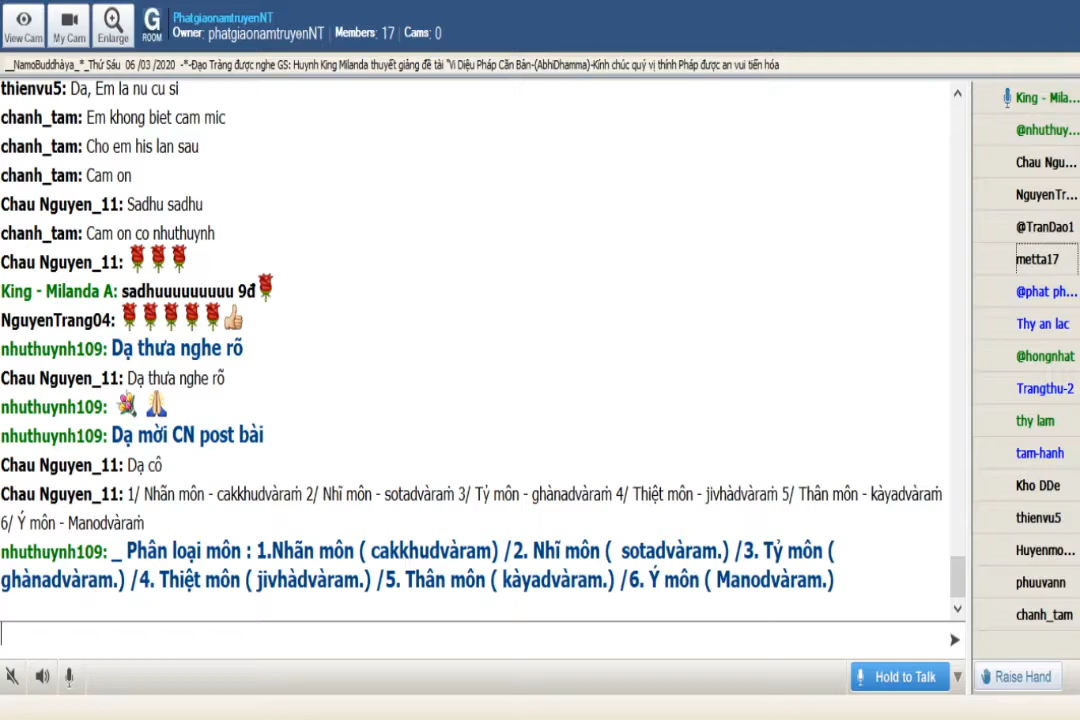 View Cam
My Cam
Enlarge
G
ROOM
PhatgiaonamtruyenNT
Owner: phatgiaonamtruyenNT | Members: 17 | Cams: 0
__NamoBuddhàya_*_Thứ Sáu 06 /03 /2020 -*-Đạo Tràng được nghe GS: Huynh King Milanda thuyết giảng đề tài "Vi Diệu Pháp Căn Bản-(AbhiDhamma)-Kính chúc quý vị thính Pháp được an vui tiến hóa
thienvu5: Da, Em la nu cu si
chanh_tam: Em khong biet cam mic
chanh_tam: Cho em his lan sau
chanh_tam: Cam on
Chau Nguyen_11: Sadhu sadhu
chanh_tam: Cam on co nhuthuynh
Chau Nguyen_11:
King - Milanda A: sadhuuuuuuuuu 9đ
NguyenTrang04:
nhuthuynh109: Dạ thưa nghe rõ
Chau Nguyen_11: Dạ thưa nghe rõ
nhuthuynh109:
nhuthuynh109: Dạ mời CN post bài
Chau Nguyen_11: Dạ cô
Chau Nguyen_11: 1/ Nhãn môn - cakkhudvàraṁ 2/ Nhĩ môn - sotadvàraṁ 3/ Tỷ môn - ghànadvàraṁ 4/ Thiệt môn - jivhàdvàraṁ 5/ Thân môn - kàyadvàraṁ
6/ Ý môn - Manodvàraṁ
nhuthuynh109: _ Phân loại môn : 1.Nhãn môn ( cakkhudvàram) /2. Nhĩ môn ( sotadvàram.) /3. Tỷ môn (
ghànadvàram.) /4. Thiệt môn ( jivhàdvàram.) /5. Thân môn ( kàyadvàram.) /6. Ý môn ( Manodvàram.)
King - Mila...
@nhuthuy...
Chau Ngu...
NguyenTr...
@TranDao1
metta17
@phat ph...
Thy an lac
@hongnhat
Trangthu-2
thy lam
tam-hanh
Kho DDe
thienvu5
Huyenmo...
phuuvann
chanh_tam
Hold to Talk
Raise Hand